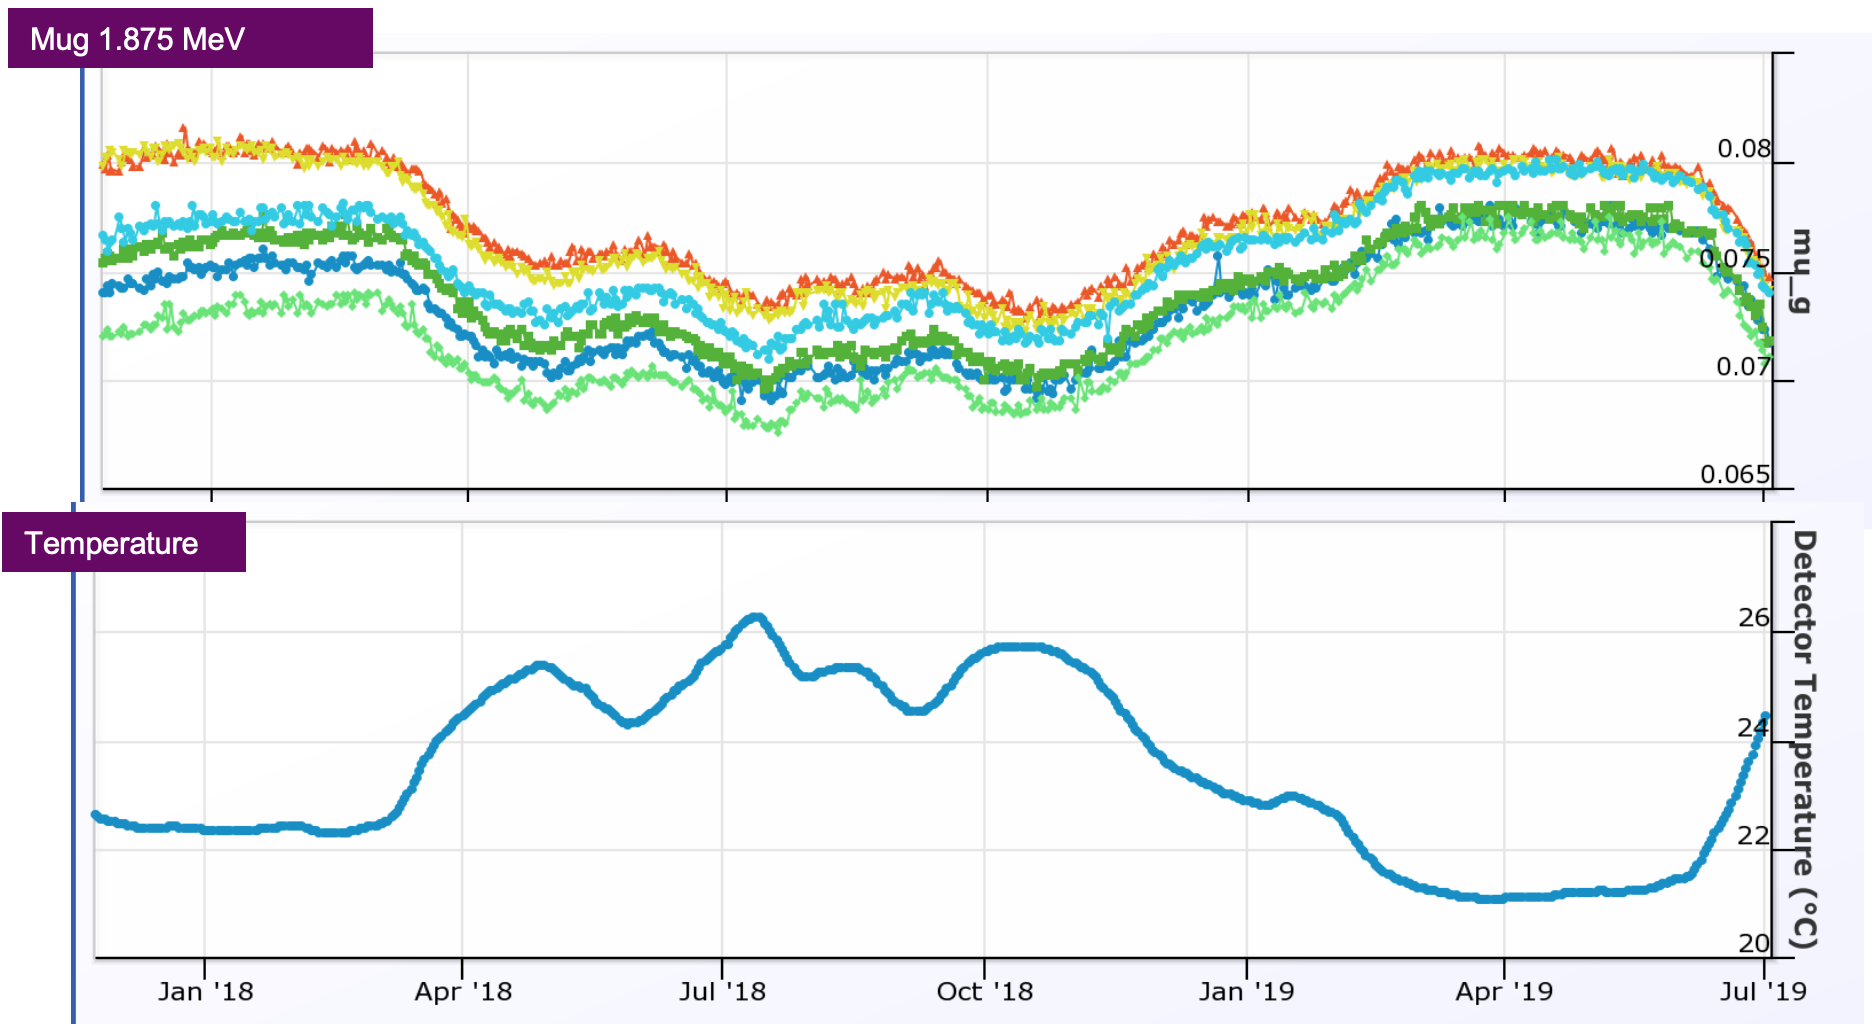 Mug 1.875 MeV
0.08
0.075
0.07
0.065
mu_g
Temperature
26
24
22
20
Detector Temperature (°C)
Jan '18
Apr '18
Jul '18
Oct '18
Jan '19
Apr '19
Jul '19